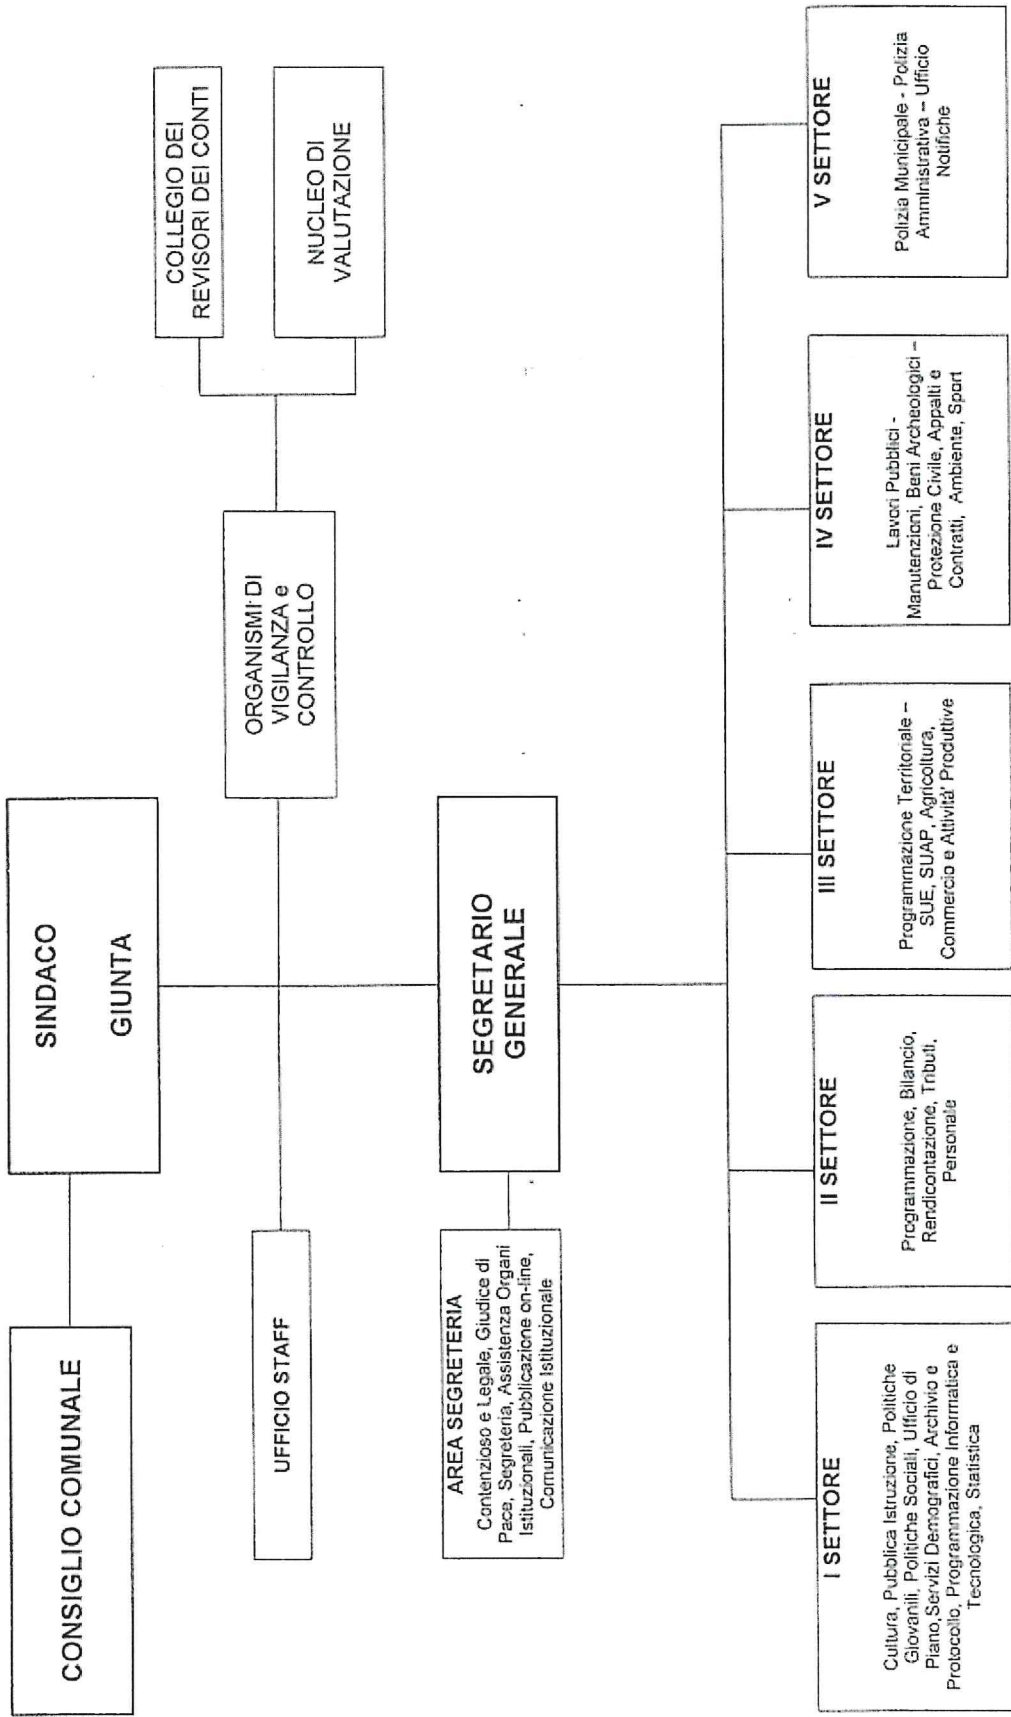 CONSIGLIO COMUNALE
SINDACO
GIUNTA
COLLEGIO DEI
REVISORI DEI CONTI
NUCLEO DI
VALUTAZIONE
ORGANISMI DI
VIGILANZA e
CONTROLLO
UFFICIO STAFF
SEGRETARIO
GENERALE
AREA SEGRETERIA
Contenzioso e Legale, Giudice di
Pace, Segreteria, Assistenza Organi
Istituzionali, Pubblicazione on-line,
Comunicazione Istituzionale
I SETTORE
Cultura, Pubblica Istruzione, Politiche
Giovanili, Politiche Sociali, Ufficio di
Piano,Servizi Demografici, Archivio e
Protocollo, Programmazione Informatica e
Tecnologica, Statistica
II SETTORE
Programmazione, Bilancio,
Rendicontazione, Tributi,
Personale
III SETTORE
Programmazione Territoriale –
SUE, SUAP, Agricoltura,
Commercio e Attivita' Produttive
IV SETTORE
Lavori Pubblici -
Manutenzioni, Beni Archeologici –
Protezione Civile, Appalti e
Contratti, Ambiente, Sport
V SETTORE
Polizia Municipale - Polizia
Amministrativa – Ufficio
Notifiche